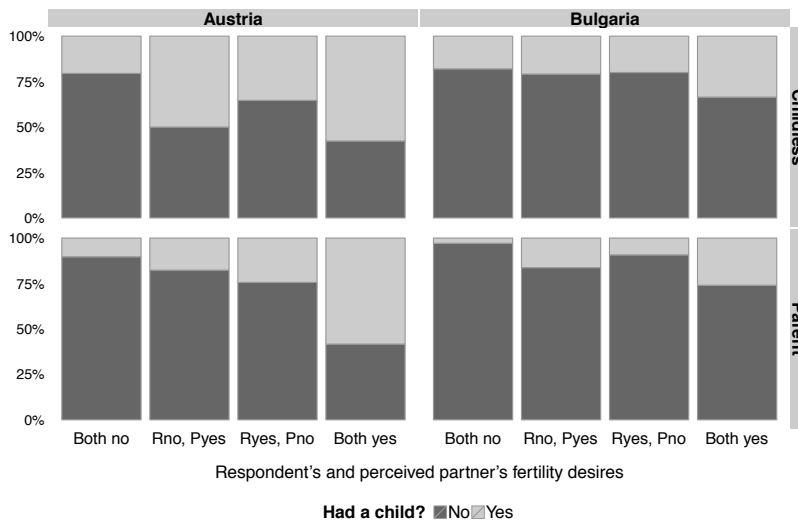 Austria
Bulgaria
100%
75%
50%
25%
0%
Childless
100%
75%
50%
25%
0%
Parent
Both no
Rno, Pyes
Ryes, Pno
Both yes
Both no
Rno, Pyes
Ryes, Pno
Both yes
Respondent's and perceived partner's fertility desires
Had a child? No Yes